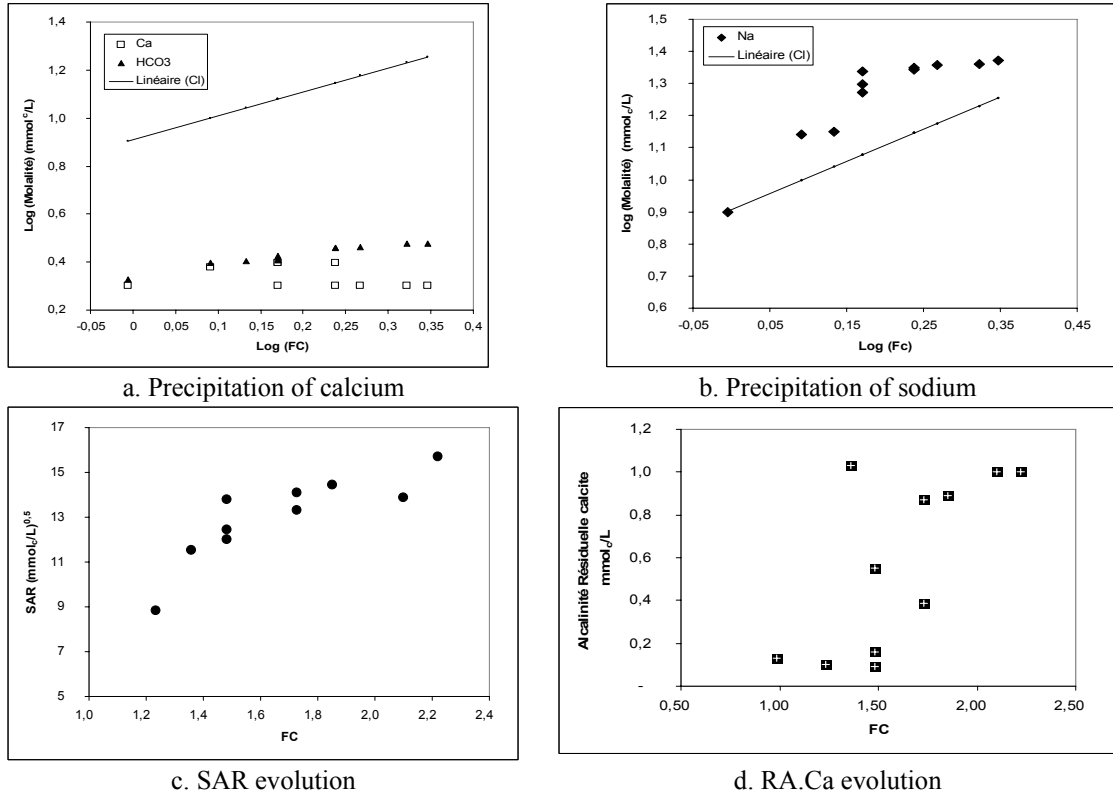 1,4
1,2
1,0
0,8
0,6
0,4
0,2
Log (Molalité) (mmolᶜ/L)
Ca
HCO3
Linéaire (Cl)
-0,05 0 0,05 0,1 0,15 0,2 0,25 0,3 0,35 0,4
Log (FC)
a. Precipitation of calcium
1,5
1,4
1,3
1,2
1,1
1,0
0,9
0,8
0,7
0,6
log (Molalité) (mmolc/L)
Na
Linéaire (Cl)
-0,05 0,05 0,15 0,25 0,35 0,45
Log (Fc)
b. Precipitation of sodium
17
15
13
11
9
7
5
SAR (mmolc/L)0,5
1,0 1,2 1,4 1,6 1,8 2,0 2,2 2,4
FC
c. SAR evolution
1,2
1,0
0,8
0,6
0,4
0,2
-
Alcalinité Résiduelle calcite
mmolc/L
0,50 1,00 1,50 2,00 2,50
FC
d. RA.Ca evolution